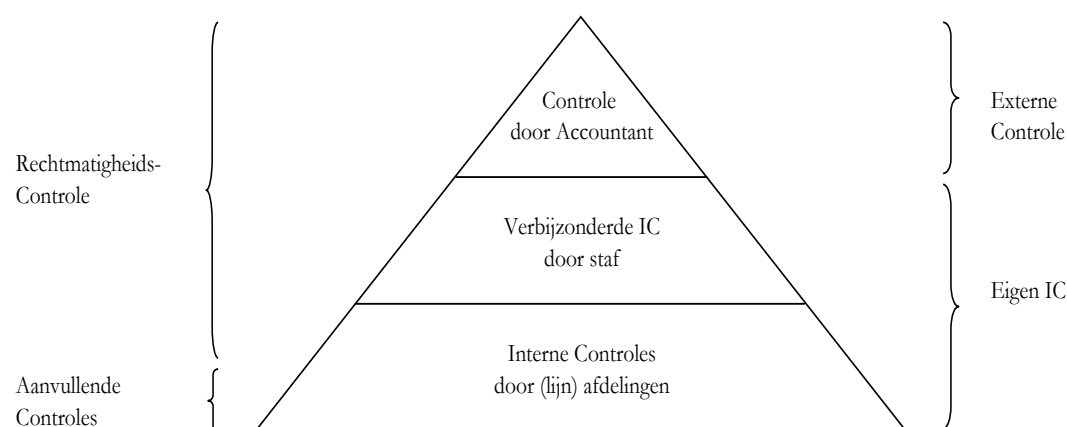 Controle
door Accountant
Externe
Controle
Rechtmatigheids-
Controle
Verbijzonderde IC
door staf
Eigen IC
Interne Controles
door (lijn) afdelingen
Aanvullende
Controles